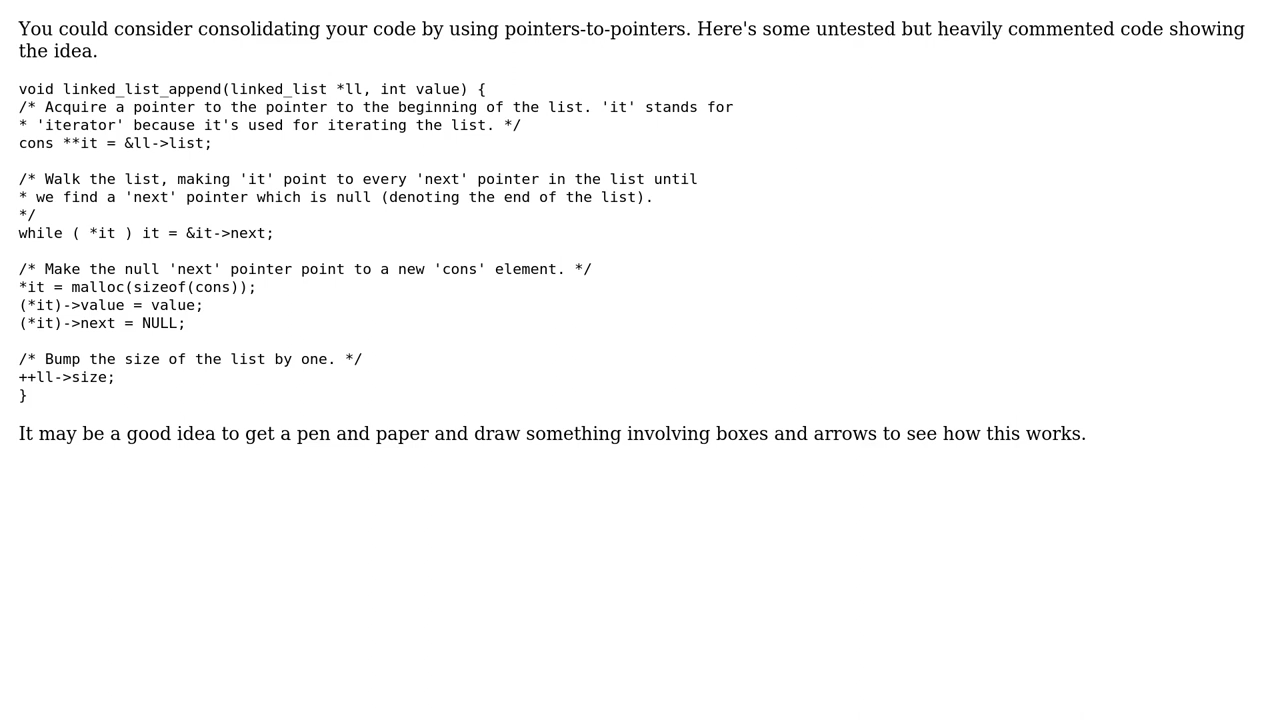 You could consider consolidating your code by using pointers-to-pointers. Here's some untested but heavily commented code showing
the idea.
void linked_list_append(linked_list *ll, int value) {
/* Acquire a pointer to the pointer to the beginning of the list. 'it' stands for
* 'iterator' because it's used for iterating the list. */
cons **it = &ll->list;
/* Walk the list, making 'it' point to every 'next' pointer in the list until
* we find a 'next' pointer which is null (denoting the end of the list).
*/
while ( *it ) it = &it->next;
/* Make the null 'next' pointer point to a new 'cons' element. */
*it = malloc(sizeof(cons));
(*it)->value = value;
(*it)->next = NULL;
/* Bump the size of the list by one. */
++ll->size;
}
It may be a good idea to get a pen and paper and draw something involving boxes and arrows to see how this works.